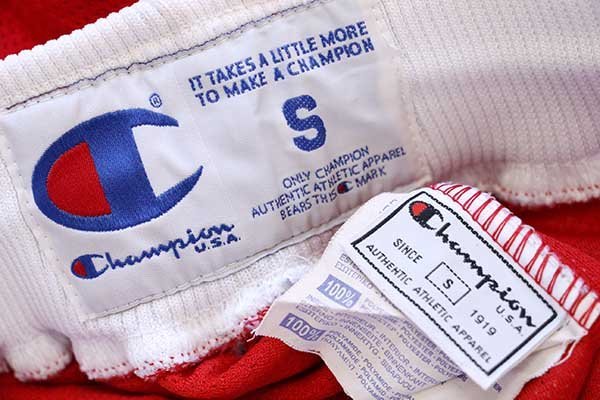 IT TAKES A LITTLE MORE
TO MAKE A CHAMPION
®
S
ONLY CHAMPION
AUTHENTIC ATHLETIC APPAREL
BEARS THIS C MARK
Champion
U.S.A.
Champion
U.S.A.
SINCE S 1919
AUTHENTIC ATHLETIC APPAREL
100%
100%
POLYAMIDE